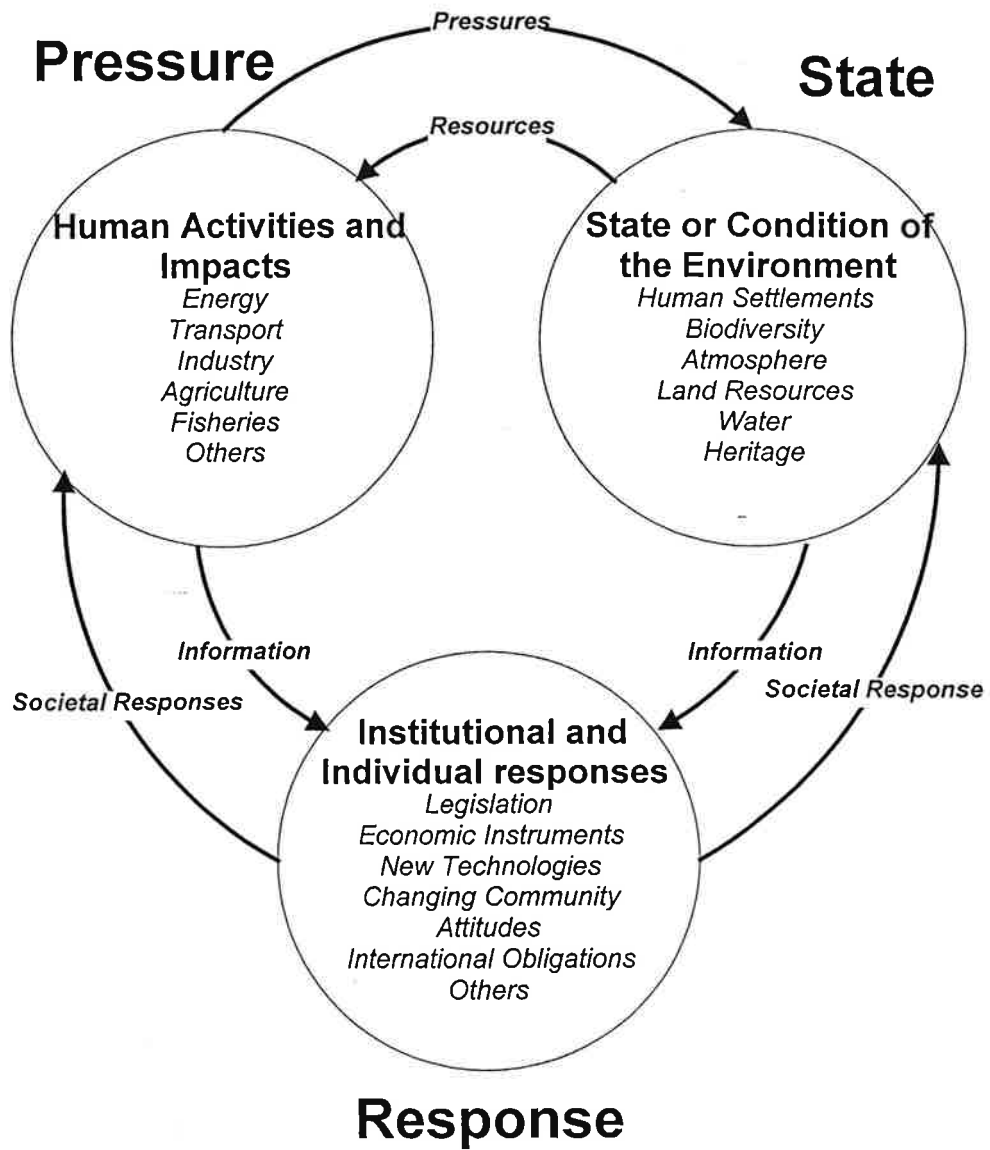 Pressures
Pressure
State
Resources
Human Activities and
Impacts
Energy
Transport
Industry
Agriculture
Fisheries
Others
State or Condition of
the Environment
Human Settlements
Biodiversity
Atmosphere
Land Resources
Water
Heritage
Information
Information
Societal Responses
Societal Response
Institutional and
Individual responses
Legislation
Economic Instruments
New Technologies
Changing Community
Attitudes
International Obligations
Others
Response